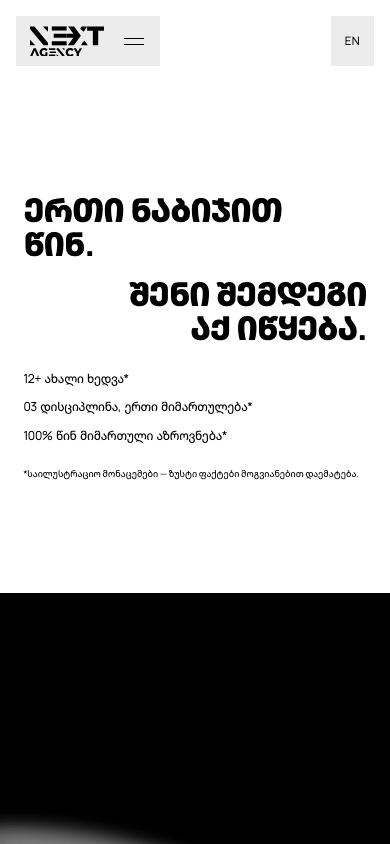 NEXT
AGENCY
EN
ერთი ნაბიჯით
წინ.
შენი შემდეგი
აქ იწყება.
12+ ახალი ხედვა*
03 დისციპლინა, ერთი მიმართულება*
100% წინ მიმართული აზროვნება*
*საილუსტრაციო მონაცემები — ზუსტი ფაქტები მოგვიანებით დაემატება.